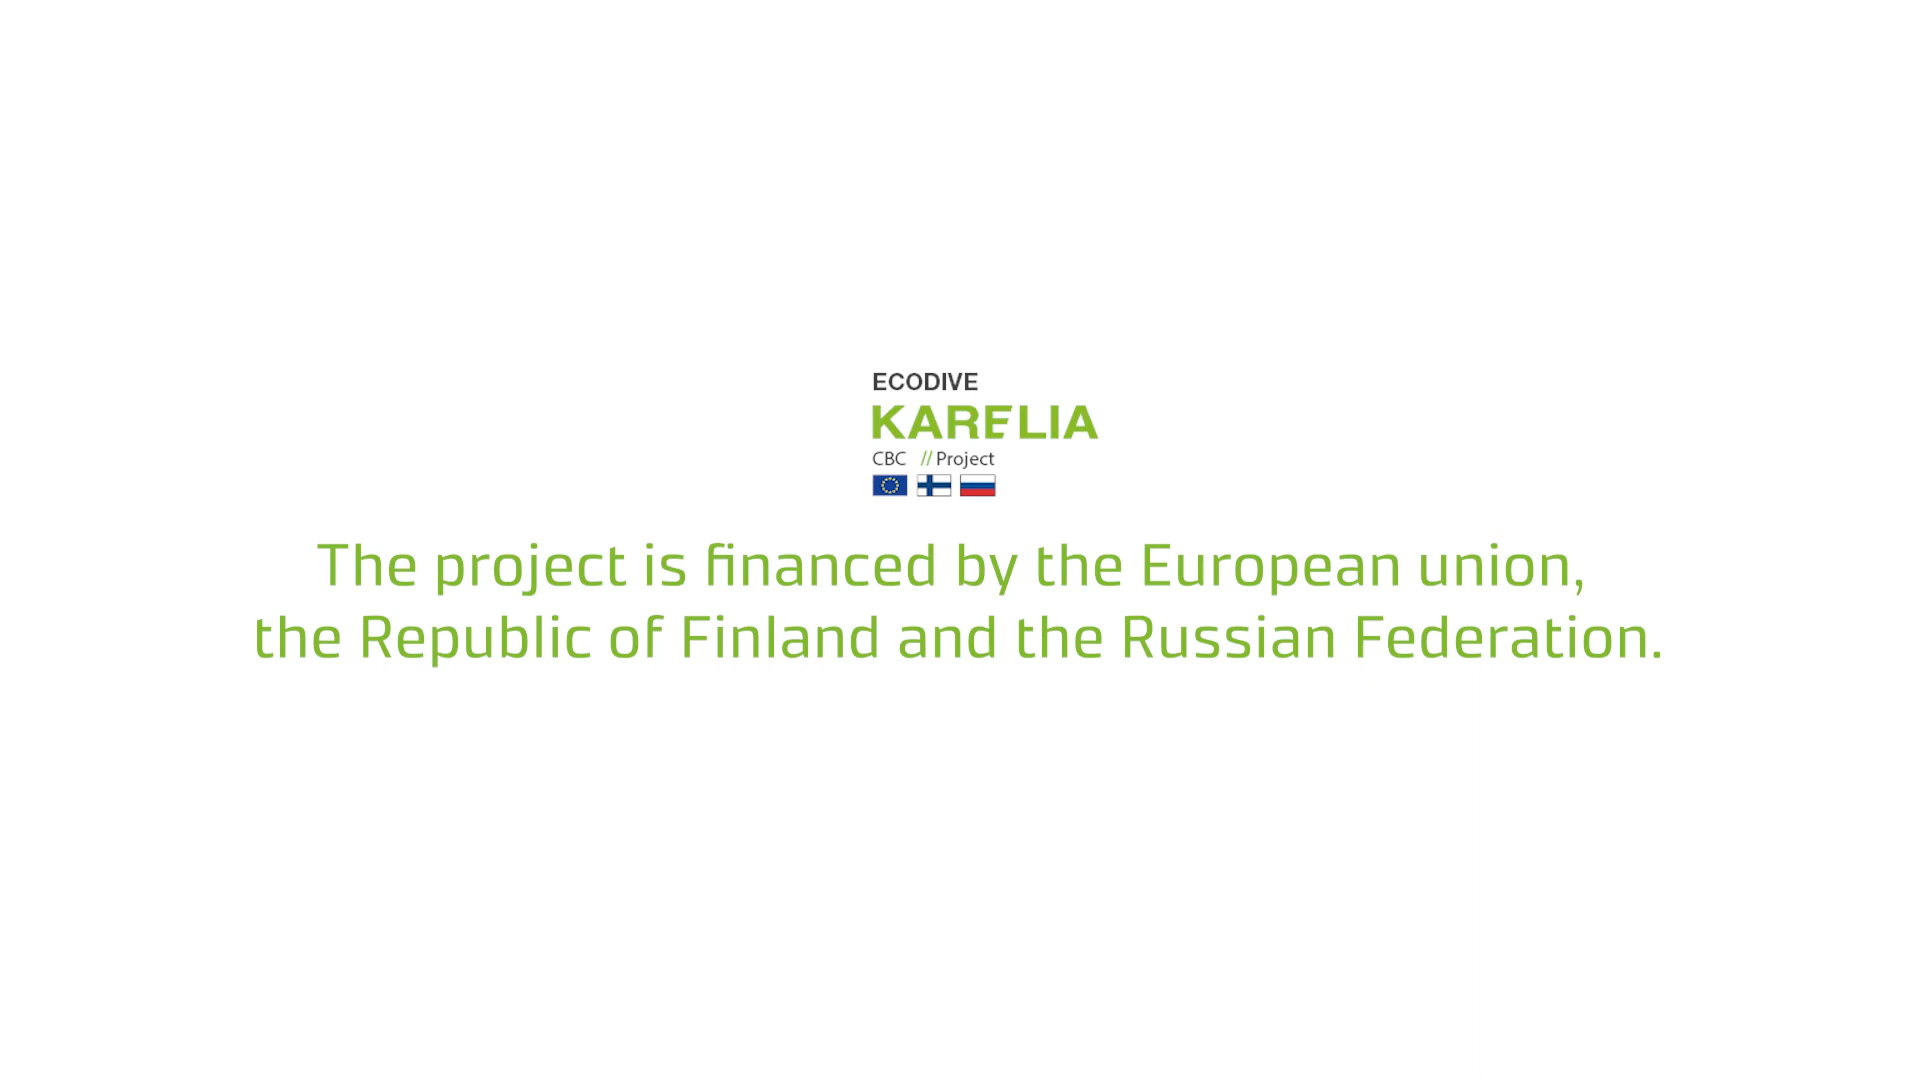 ECODIVE
KARELIA
CBC // Project
The project is financed by the European union,
the Republic of Finland and the Russian Federation.